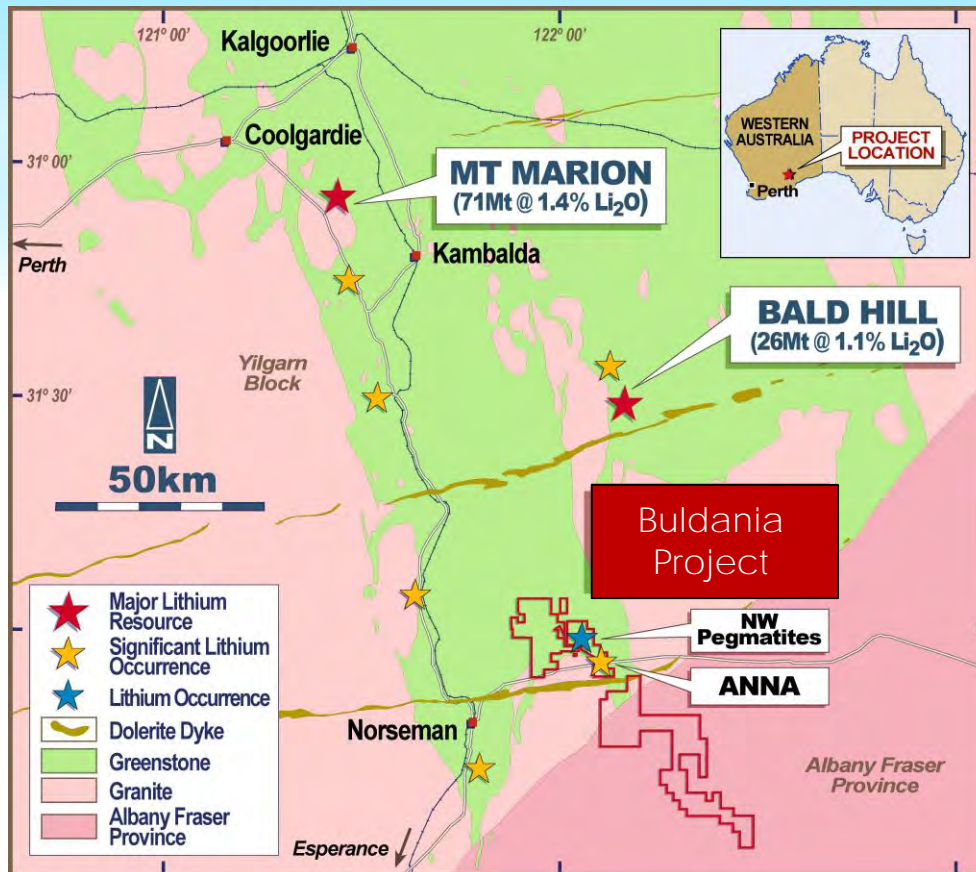 121° 00'
122° 00'
Kalgoorlie
Coolgardie
31° 00'
MT MARION
(71Mt @ 1.4% Li₂O)
WESTERN
AUSTRALIA
PROJECT
LOCATION
Perth
Perth
Kambalda
BALD HILL
(26Mt @ 1.1% Li₂O)
Yilgarn
Block
31° 30'
N
50km
Buldania
Project
Major Lithium
Resource
Significant Lithium
Occurrence
Lithium Occurrence
Dolerite Dyke
Greenstone
Granite
Albany Fraser
Province
NW
Pegmatites
ANNA
Norseman
Albany Fraser
Province
Esperance